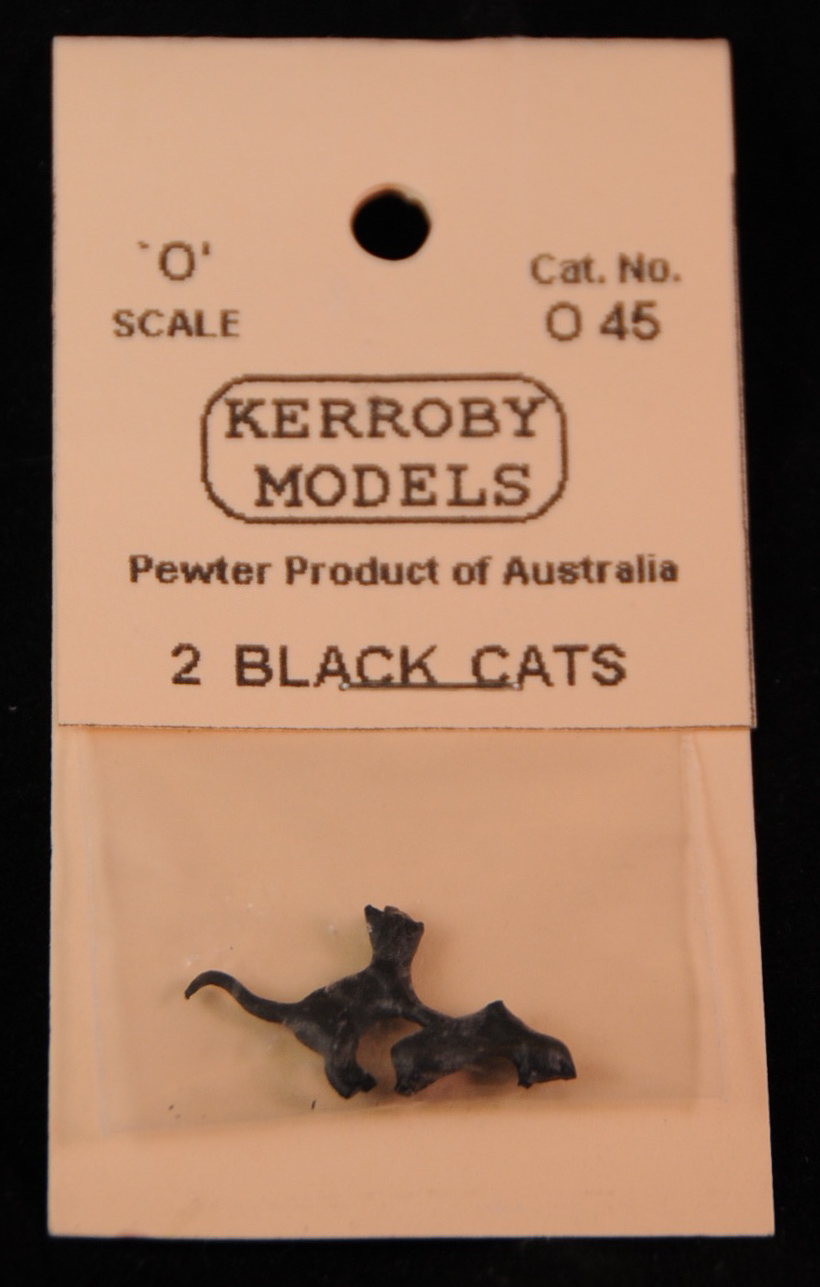 `O'
SCALE
Cat. No.
O 45
KERROBY
MODELS
Pewter Product of Australia
2 BLACK CATS